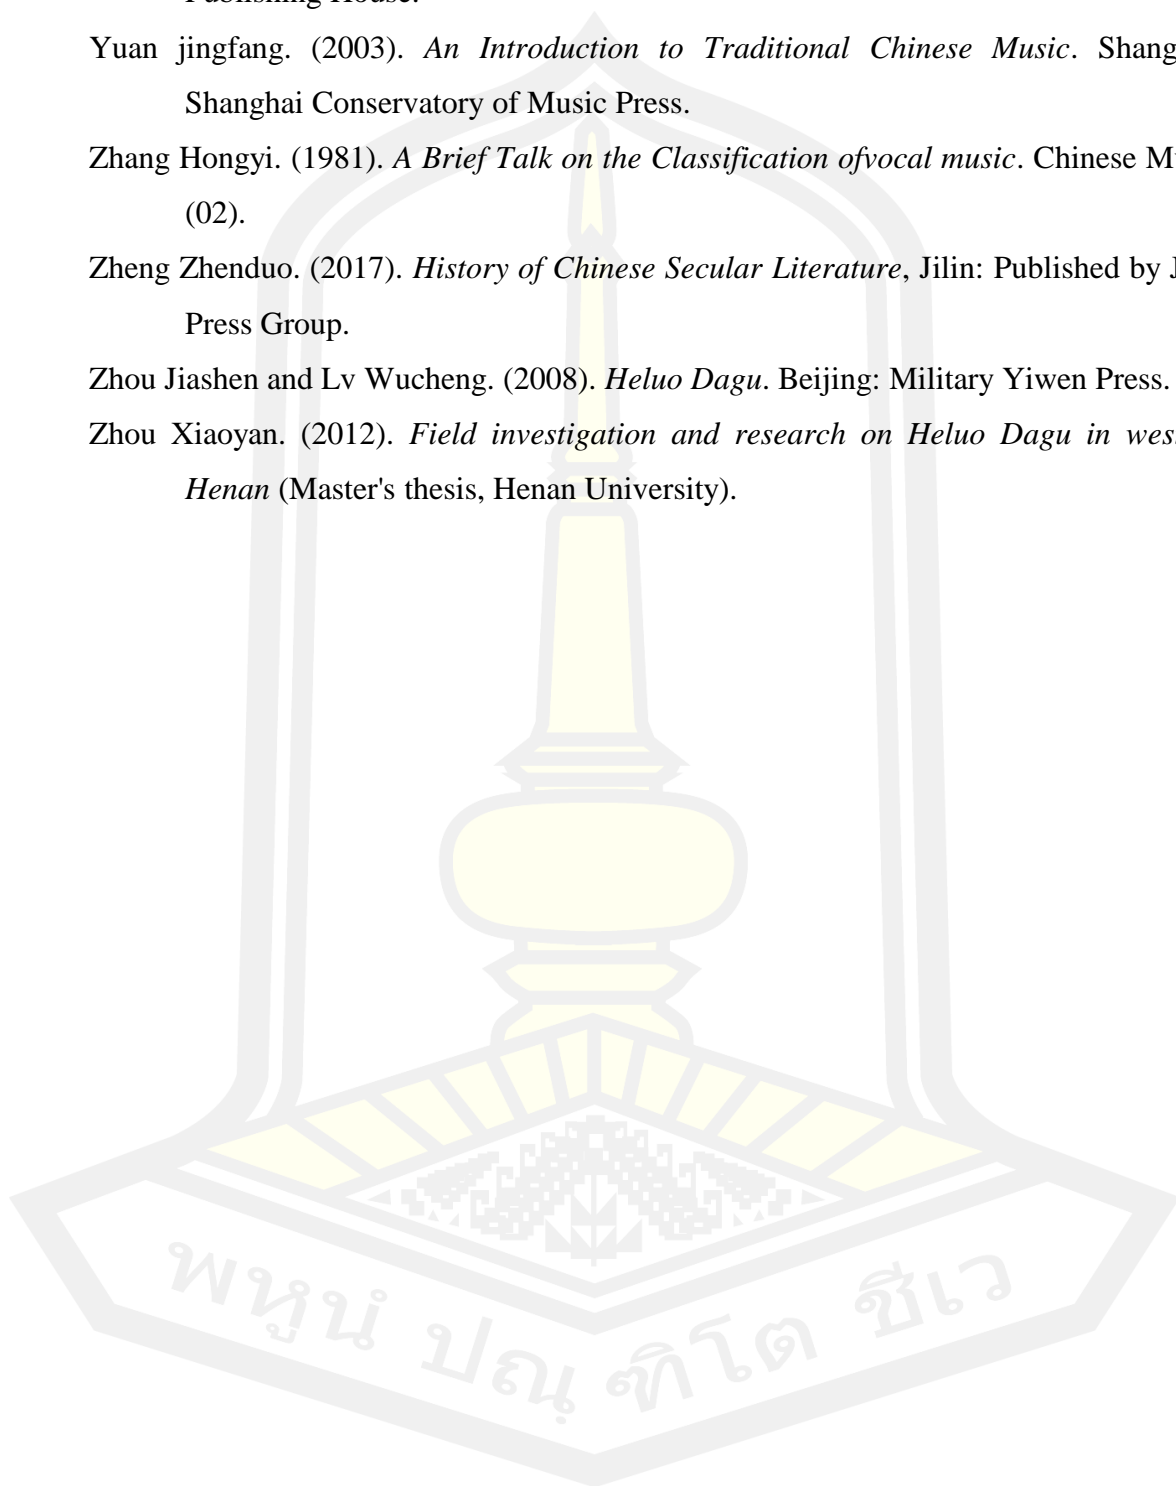 Publishing House.
Yuan jingfang. (2003). An Introduction to Traditional Chinese Music. Shang
Shanghai Conservatory of Music Press.
Zhang Hongyi. (1981). A Brief Talk on the Classification ofvocal music. Chinese M
(02).
Zheng Zhenduo. (2017). History of Chinese Secular Literature, Jilin: Published by J
Press Group.
Zhou Jiashen and Lv Wucheng. (2008). Heluo Dagu. Beijing: Military Yiwen Press.
Zhou Xiaoyan. (2012). Field investigation and research on Heluo Dagu in wes
Henan (Master's thesis, Henan University).
พหูนํ ปณฺฑิโต ชีเว